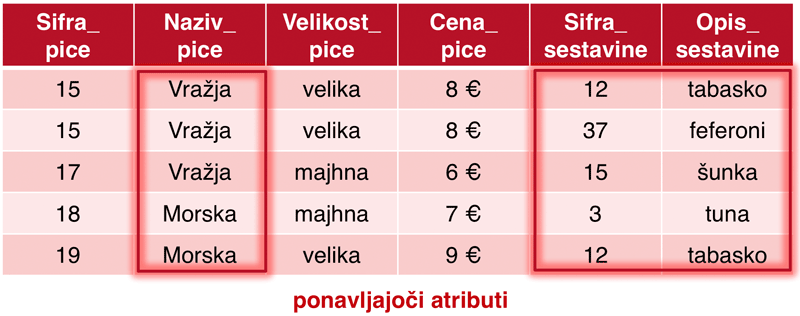 Sifra_ Naziv_ Velikost_ Cena_ Sifra_ Opis_
pice pice pice pice sestavine sestavine
15 Vražja velika 8 € 12 tabasko
15 Vražja velika 8 € 37 feferoni
17 Vražja majhna 6 € 15 šunka
18 Morska majhna 7 € 3 tuna
19 Morska velika 9 € 12 tabasko
ponavljajoči atributi